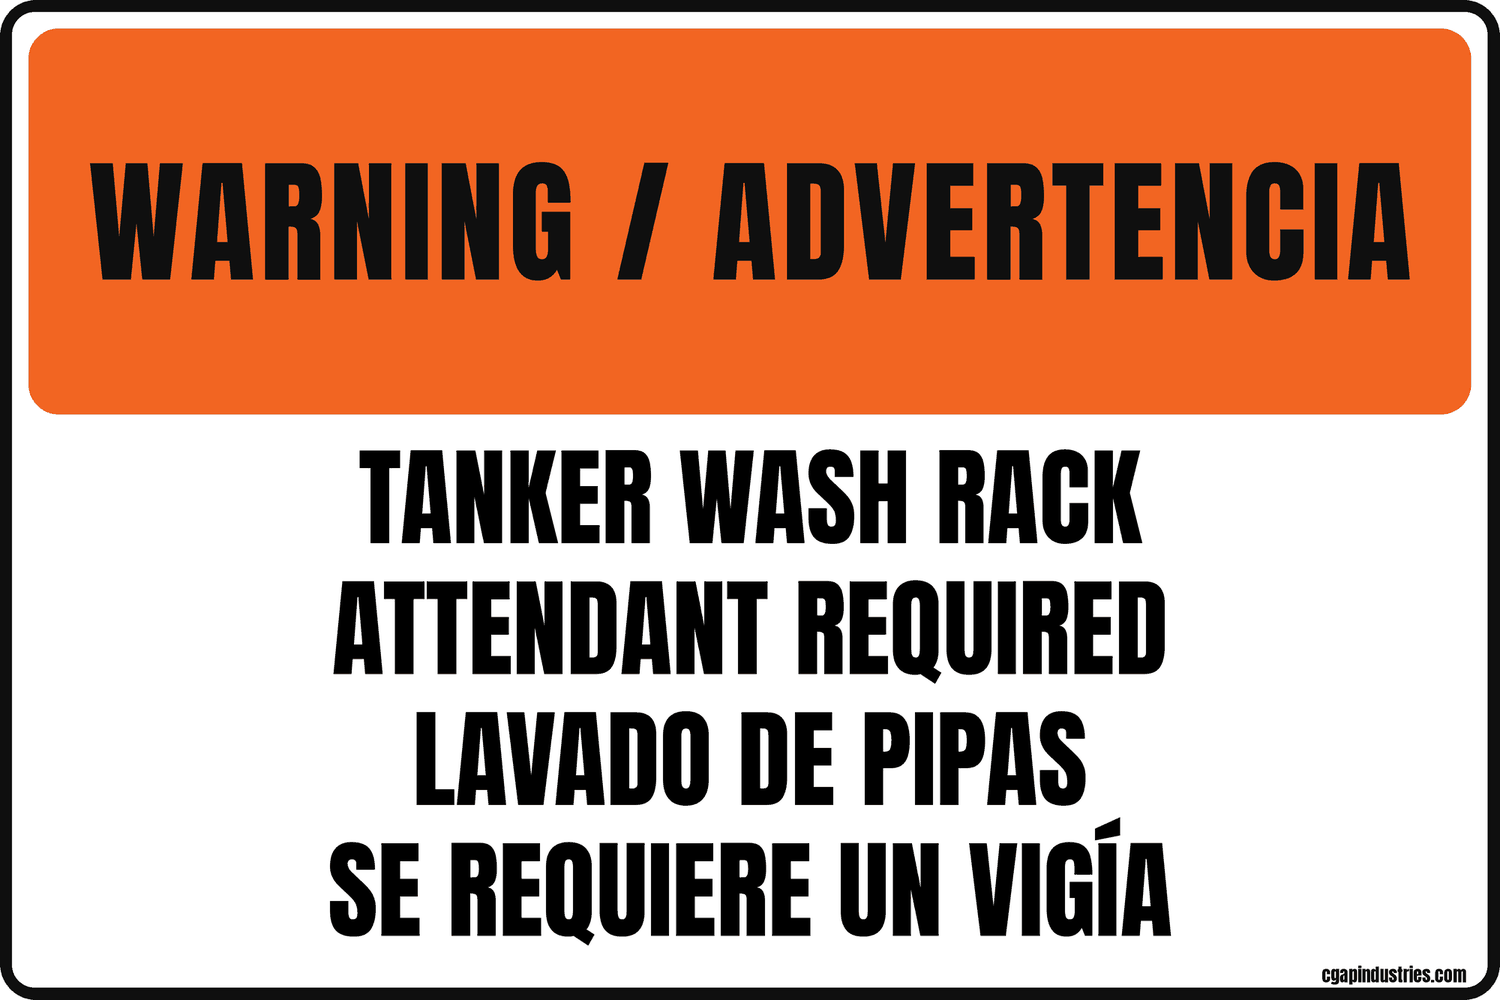 WARNING / ADVERTENCIA
TANKER WASH RACK
ATTENDANT REQUIRED
LAVADO DE PIPAS
SE REQUIERE UN VIGÍA
cgapindustries.com